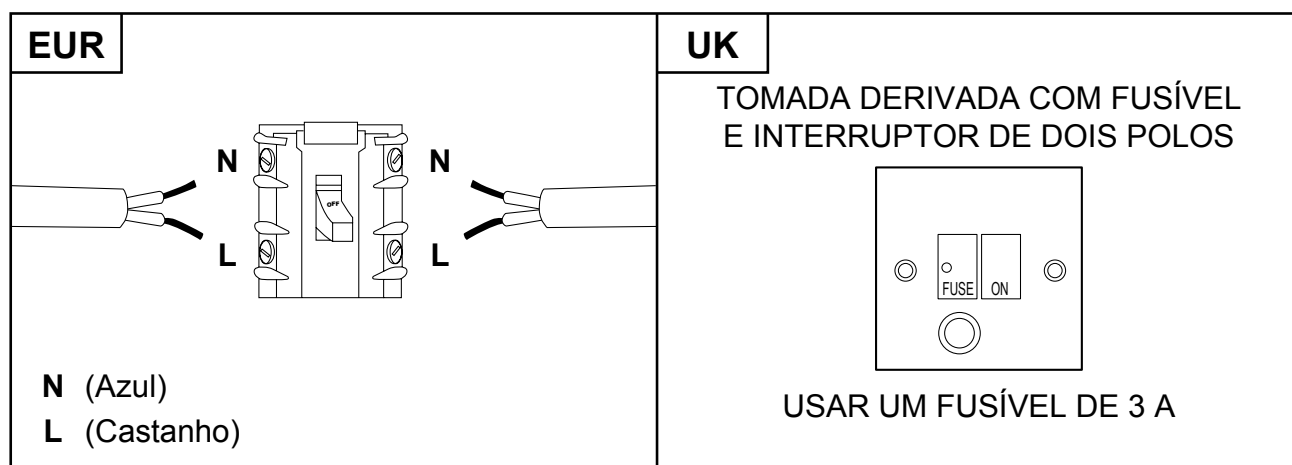 EUR
N
N
OFF
L
L
N (Azul)
L (Castanho)
UK
TOMADA DERIVADA COM FUSÍVEL
E INTERRUPTOR DE DOIS POLOS
FUSE ON
USAR UM FUSÍVEL DE 3 A